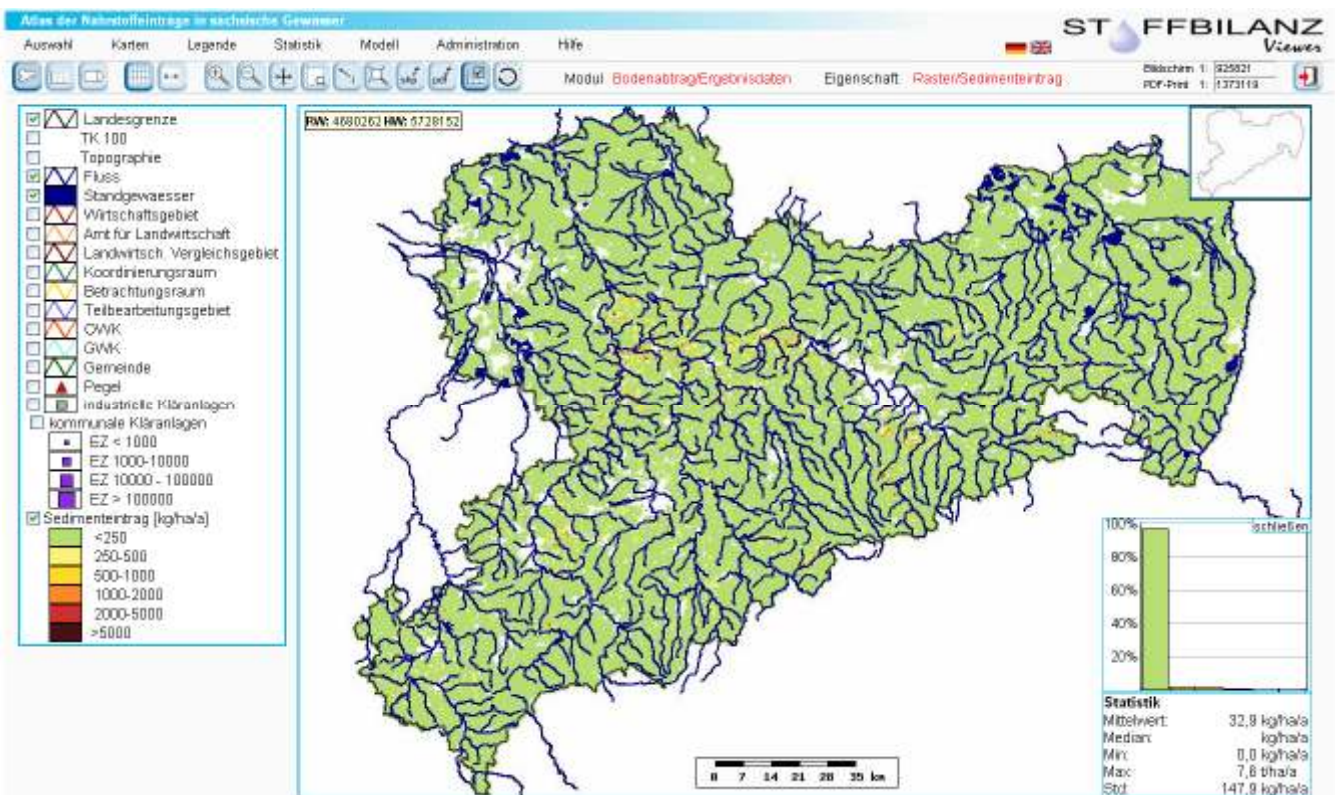 Atlas der Nährstoffeinträge in sächsische Gewässer
STOFFBILANZ
Viewer
Auswahl Karten Legende Statistik Modell Administration Hilfe
Modul Bodenabtrag/Ergebnisdaten Eigenschaft Raster/Sedimenteintrag
Bildschirm 1: 925821
PDF-Print 1: 1373119
Landesgrenze
TK 100
Topographie
Fluss
Standgewaesser
Wirtschaftsgebiet
Amt für Landwirtschaft
Landwirtsch. Vergleichsgebiet
Koordinierungsraum
Betrachtungsraum
Teilbearbeitungsgebiet
OWK
GWK
Gemeinde
Pegel
industrielle Kläranlagen
kommunale Kläranlagen
EZ < 1000
EZ 1000-10000
EZ 10000 - 100000
EZ > 100000
Sedimenteintrag [kg/ha/a]
<250
250-500
500-1000
1000-2000
2000-5000
>5000
RW: 4680262 HW: 5728152
0 7 14 21 28 35 km
schließen
100%
80%
60%
40%
20%
Statistik
Mittelwert: 32,9 kg/ha/a
Median: kg/ha/a
Min: 0,0 kg/ha/a
Max: 7,6 t/ha/a
Std: 147,9 kg/ha/a